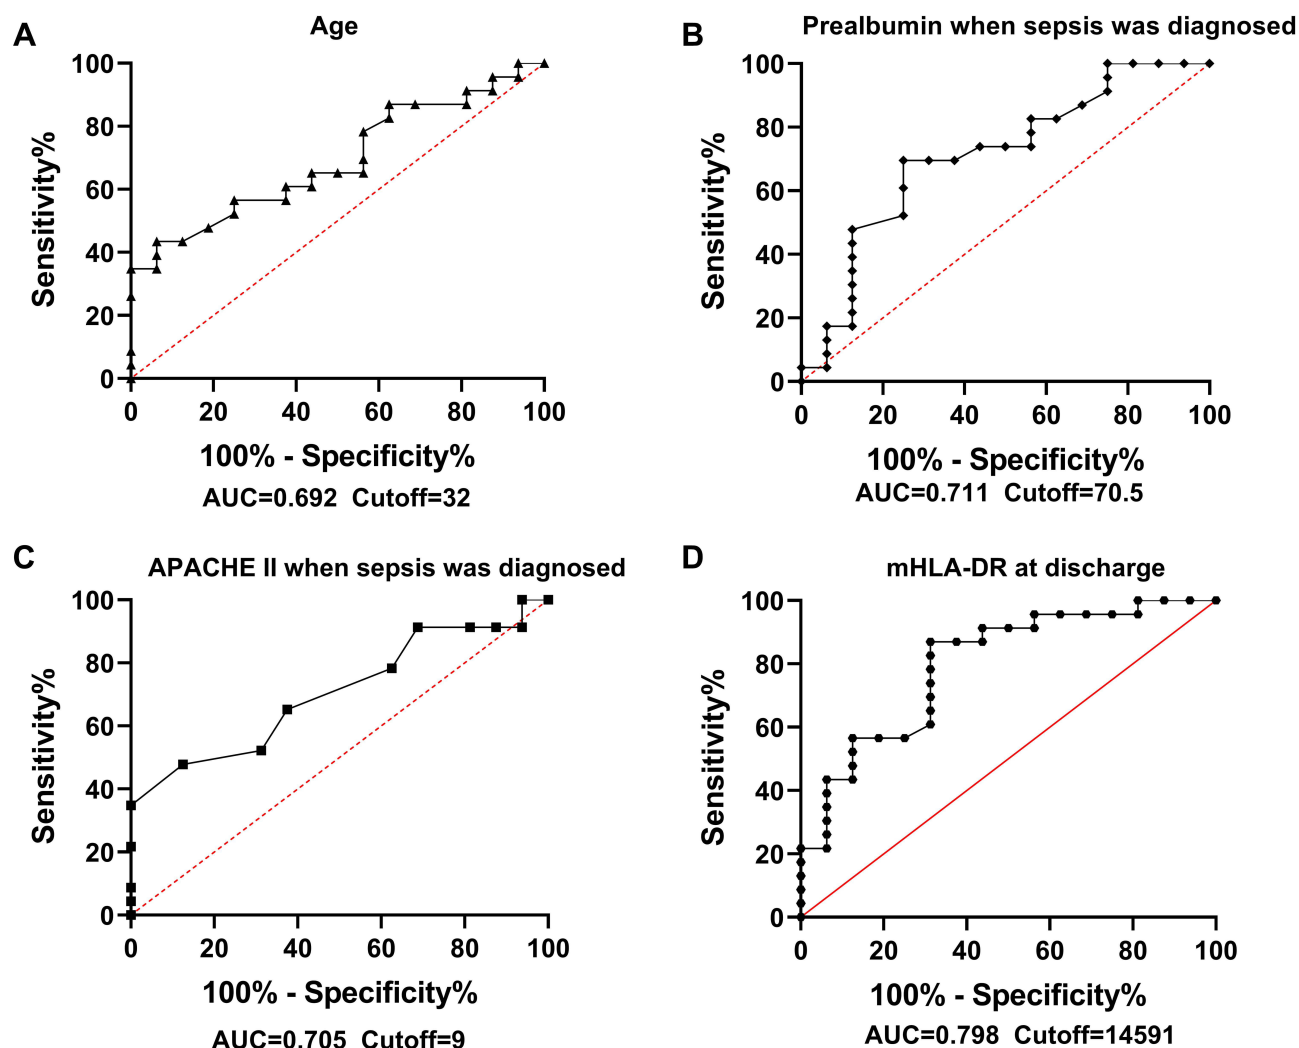 A
Age
Sensitivity%
100
80
60
40
20
0
0 20 40 60 80 100
100% - Specificity%
AUC=0.692 Cutoff=32
B
Prealbumin when sepsis was diagnosed
Sensitivity%
100
80
60
40
20
0
0 20 40 60 80 100
100% - Specificity%
AUC=0.711 Cutoff=70.5
C
APACHE II when sepsis was diagnosed
Sensitivity%
100
80
60
40
20
0
0 20 40 60 80 100
100% - Specificity%
AUC=0.705 Cutoff=9
D
mHLA-DR at discharge
Sensitivity%
100
80
60
40
20
0
0 20 40 60 80 100
100% - Specificity%
AUC=0.798 Cutoff=14591